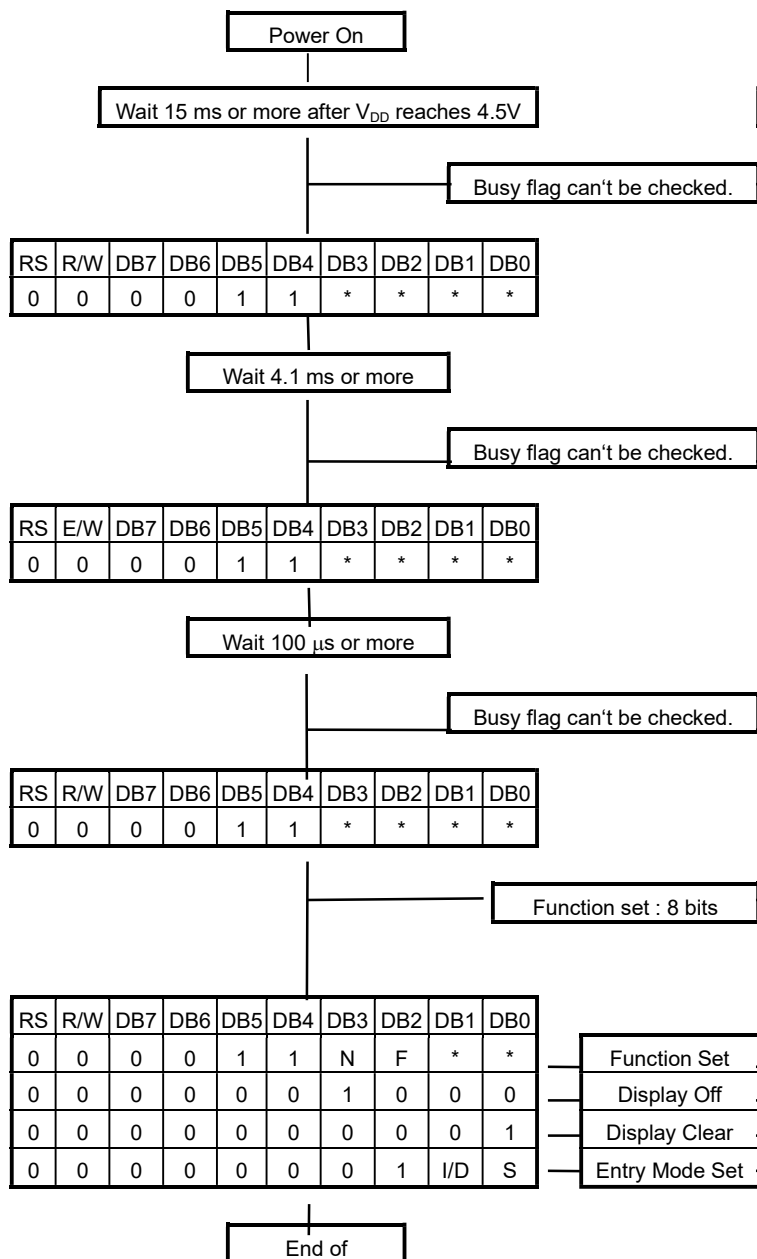 Power On
Wait 15 ms or more after VDD reaches 4.5V
Busy flag can‘t be checked.
RS R/W DB7 DB6 DB5 DB4 DB3 DB2 DB1 DB0
0 0 0 0 1 1 * * * *
Wait 4.1 ms or more
Busy flag can‘t be checked.
RS E/W DB7 DB6 DB5 DB4 DB3 DB2 DB1 DB0
0 0 0 0 1 1 * * * *
Wait 100 μs or more
Busy flag can‘t be checked.
RS R/W DB7 DB6 DB5 DB4 DB3 DB2 DB1 DB0
0 0 0 0 1 1 * * * *
Function set : 8 bits
RS R/W DB7 DB6 DB5 DB4 DB3 DB2 DB1 DB0
0 0 0 0 1 1 N F * * Function Set
0 0 0 0 0 0 1 0 0 0 Display Off
0 0 0 0 0 0 0 0 0 1 Display Clear
0 0 0 0 0 0 0 1 I/D S Entry Mode Set
End of